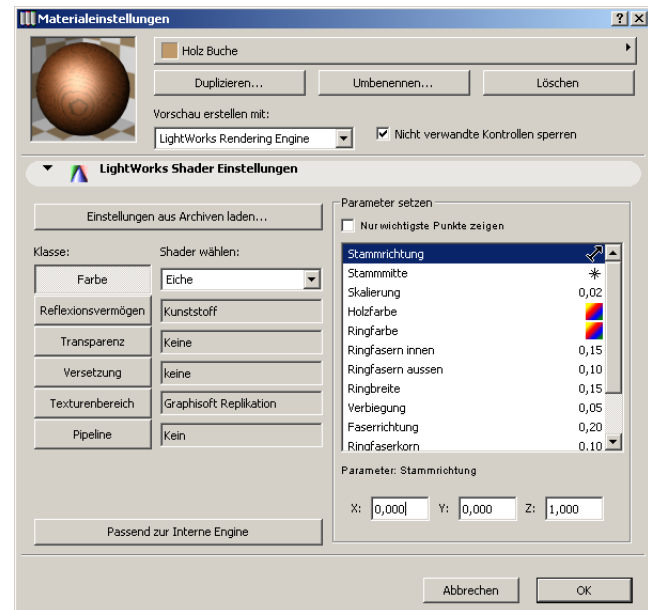 Materialeinstellungen
Holz Buche
Duplizieren...
Umbenennen...
Löschen
Vorschau erstellen mit:
LightWorks Rendering Engine
Nicht verwandte Kontrollen sperren
LightWorks Shader Einstellungen
Einstellungen aus Archiven laden...
Klasse:
Shader wählen:
Farbe
Eiche
Reflexionsvermögen
Kunststoff
Transparenz
Keine
Versetzung
keine
Texturenbereich
Graphisoft Replikation
Pipeline
Kein
Passend zur Interne Engine
Parameter setzen
Nur wichtigste Punkte zeigen
Stammrichtung
Stammmitte
Skalierung 0,02
Holzfarbe
Ringfarbe
Ringfasern innen 0,15
Ringfasern aussen 0,10
Ringbreite 0,15
Verbiegung 0,05
Faserrichtung 0,20
Ringfaserkorn 0.10
Parameter: Stammrichtung
X: 0,000 Y: 0,000 Z: 1,000
Abbrechen
OK